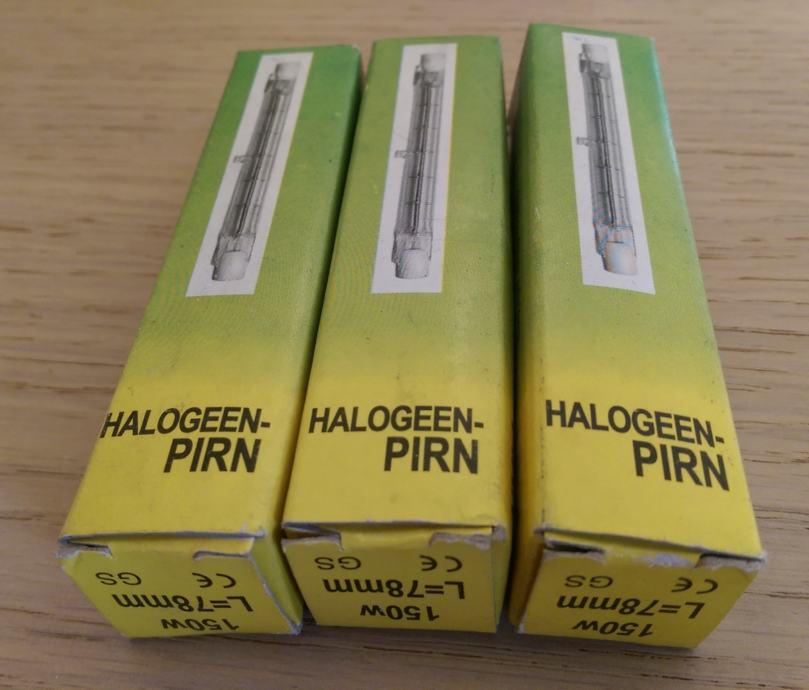 HALOGEEN-
PIRN
HALOGEEN-
PIRN
HALOGEEN-
PIRN
150w
L=78mm
CE GS
150w
L=78mm
CE GS
150w
L=78mm
CE GS